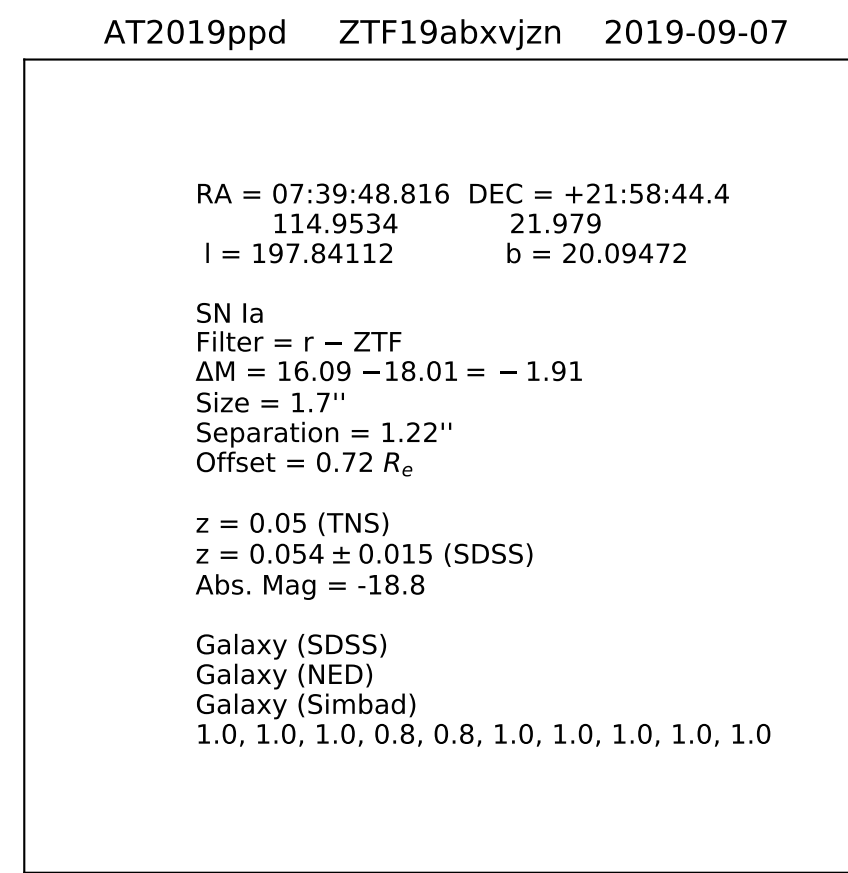 AT2019ppd ZTF19abxvjzn 2019-09-07
RA = 07:39:48.816 DEC = +21:58:44.4
114.9534 21.979
l = 197.84112 b = 20.09472
SN Ia
Filter = r − ZTF
ΔM = 16.09 −18.01 = − 1.91
Size = 1.7''
Separation = 1.22''
Offset = 0.72 Rₑ
z = 0.05 (TNS)
z = 0.054 ± 0.015 (SDSS)
Abs. Mag = -18.8
Galaxy (SDSS)
Galaxy (NED)
Galaxy (Simbad)
1.0, 1.0, 1.0, 0.8, 0.8, 1.0, 1.0, 1.0, 1.0, 1.0